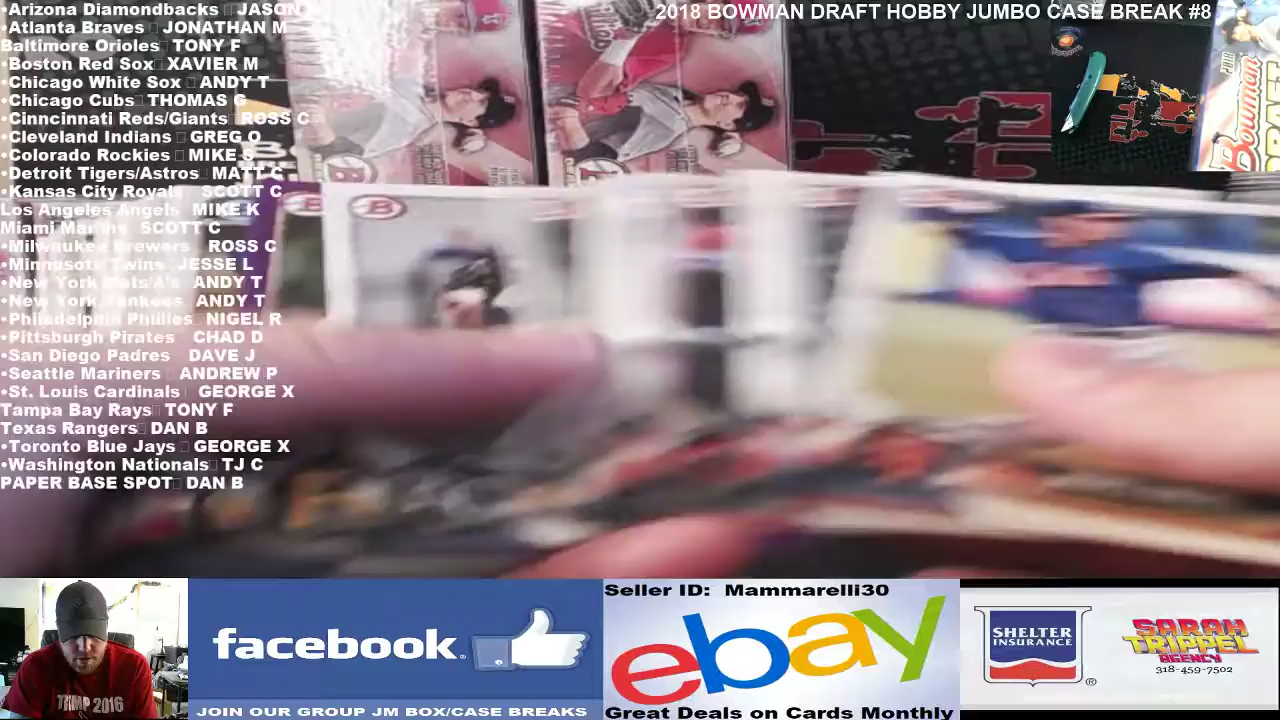 2018 BOWMAN DRAFT HOBBY JUMBO CASE BREAK #8
•Arizona Diamondbacks JASON
•Atlanta Braves JONATHAN M
Baltimore Orioles TONY F
•Boston Red Sox XAVIER M
•Chicago White Sox ANDY T
•Chicago Cubs THOMAS G
•Cinncinnati Reds/Giants ROSS C
•Cleveland Indians GREG O
•Colorado Rockies MIKE S
•Detroit Tigers/Astros MATT C
•Kansas City Royals SCOTT C
Los Angeles Angels MIKE K
Miami Marlins SCOTT C
•Milwaukee Brewers ROSS C
•Minnesota Twins JESSE L
•New York Mets/A's ANDY T
•New York Yankees ANDY T
•Philadelphia Phillies NIGEL R
•Pittsburgh Pirates CHAD D
•San Diego Padres DAVE J
•Seattle Mariners ANDREW P
•St. Louis Cardinals GEORGE X
Tampa Bay Rays TONY F
Texas Rangers DAN B
•Toronto Blue Jays GEORGE X
•Washington Nationals TJ C
PAPER BASE SPOT DAN B
Bowman
TRUMP 2016
facebook
JOIN OUR GROUP JM BOX/CASE BREAKS
Seller ID: Mammarelli30
ebay
Great Deals on Cards Monthly
SHELTER
INSURANCE
®
SARAH
TRIPPEL
AGENCY
318-459-7502